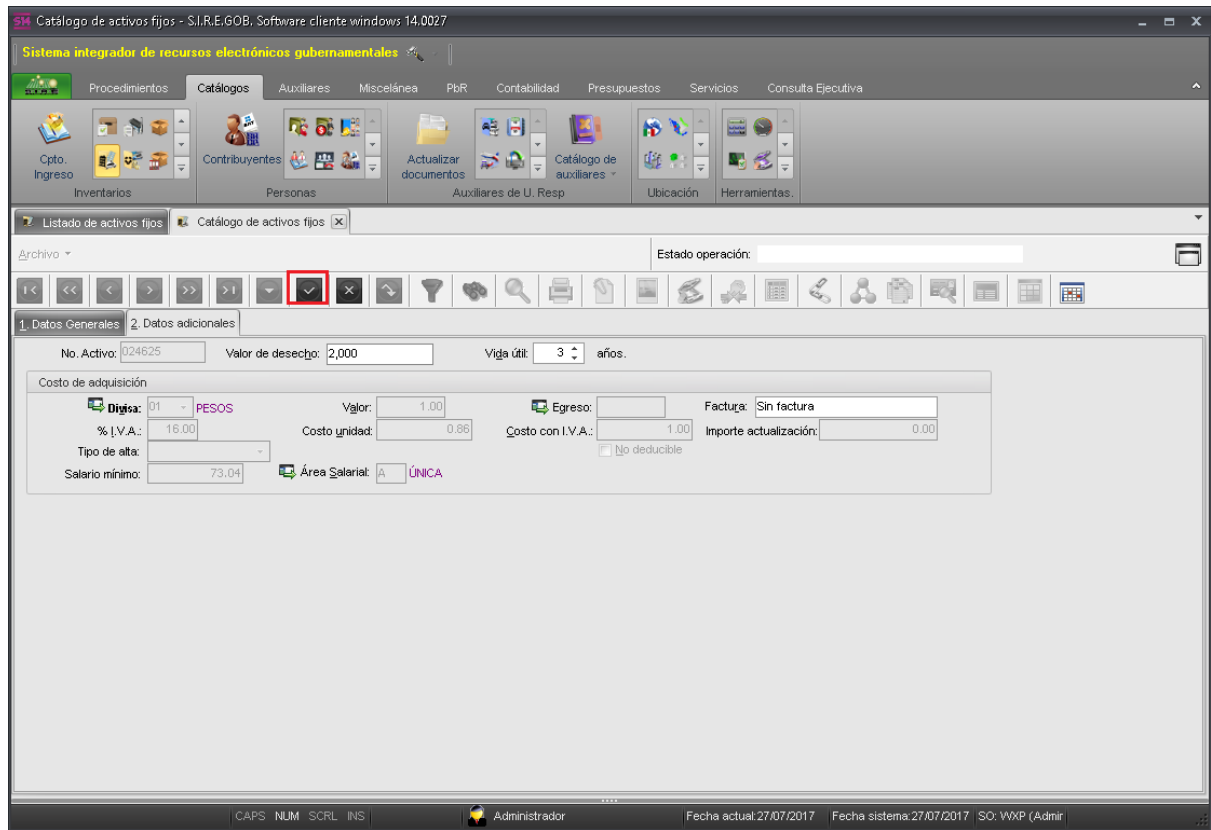 S14 Catálogo de activos fijos - S.I.R.E.GOB. Software cliente windows 14.0027
Sistema integrador de recursos electrónicos gubernamentales
S.I.R.E. Procedimientos Catálogos Auxiliares Miscelánea PbR Contabilidad Presupuestos Servicios Consulta Ejecutiva
Cpto. Ingreso Contribuyentes Actualizar documentos Catálogo de auxiliares
Inventarios Personas Auxiliares de U. Resp Ubicación Herramientas.
Listado de activos fijos Catálogo de activos fijos
Archivo Estado operación:
1. Datos Generales 2. Datos adicionales
No. Activo: 024625 Valor de desecho: 2,000 Vida útil: 3 años.
Costo de adquisición
Divisa: 01 PESOS Valor: 1.00 Egreso: Factura: Sin factura
% I.V.A.: 16.00 Costo unidad: 0.86 Costo con I.V.A.: 1.00 Importe actualización: 0.00
Tipo de alta: No deducible
Salario mínimo: 73.04 Área Salarial: A ÚNICA
CAPS NUM SCRL INS Administrador Fecha actual:27/07/2017 Fecha sistema:27/07/2017 SO: WXP (Admir